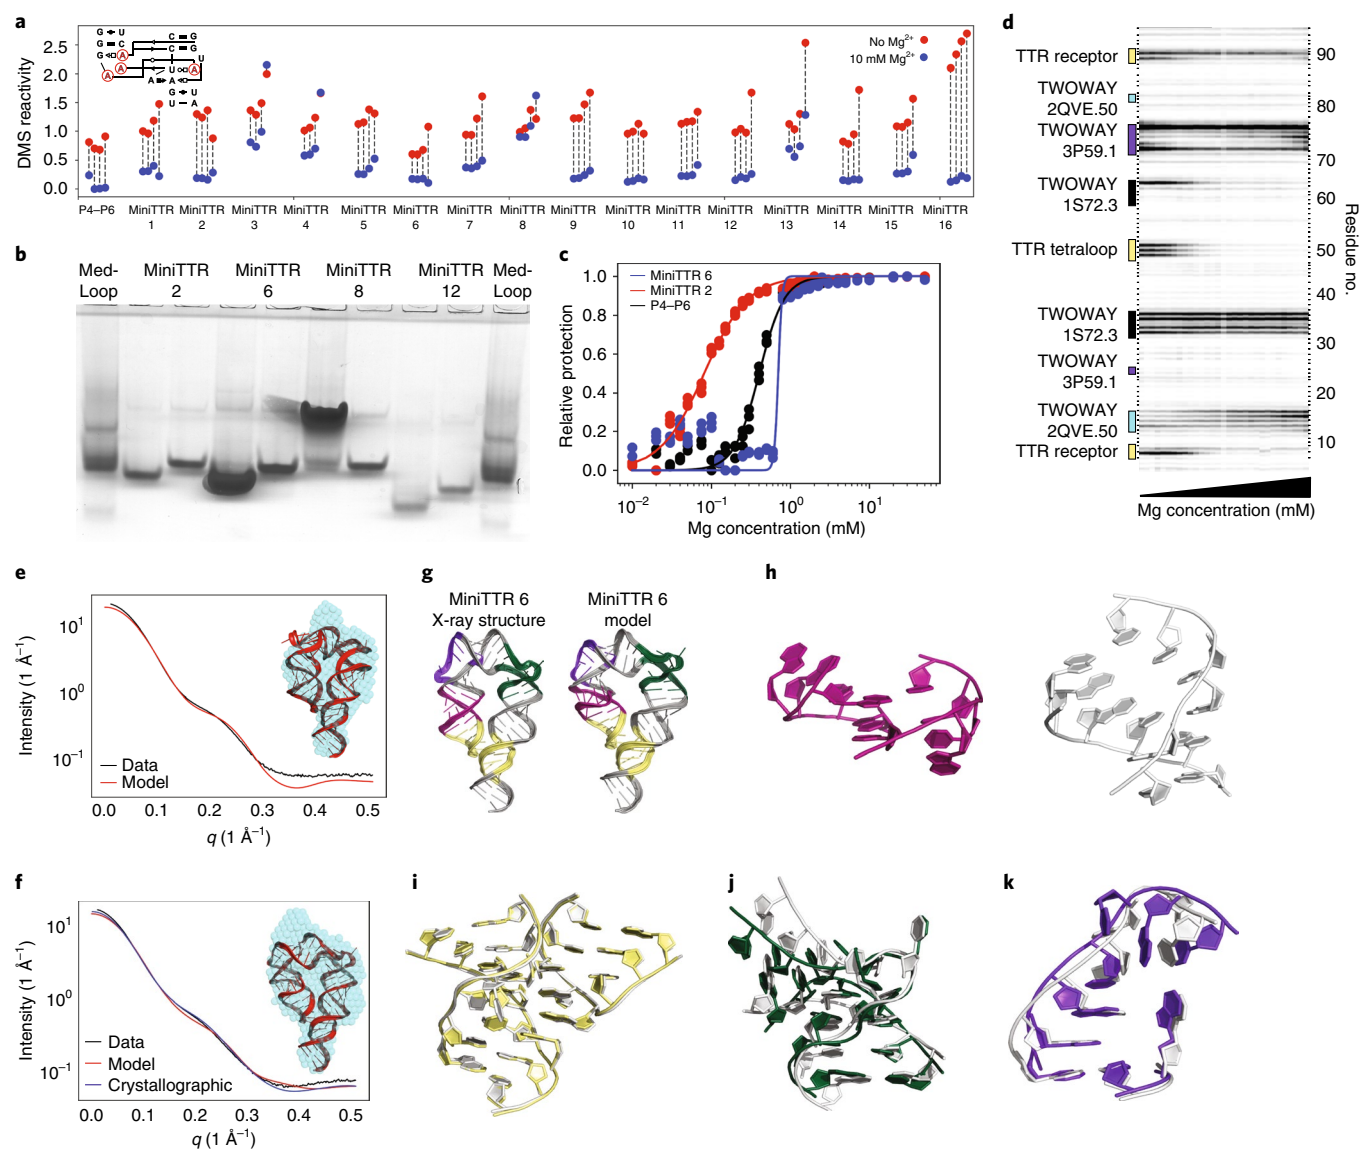 a
DMS reactivity
2.5
2.0
1.5
1.0
0.5
0.0
G U
G C
G A
A
A
C G
C G
U
U
A U A A
G U
U A
No Mg2+
10 mM Mg2+
P4–P6
MiniTTR 1
MiniTTR 2
MiniTTR 3
MiniTTR 4
MiniTTR 5
MiniTTR 6
MiniTTR 7
MiniTTR 8
MiniTTR 9
MiniTTR 10
MiniTTR 11
MiniTTR 12
MiniTTR 13
MiniTTR 14
MiniTTR 15
MiniTTR 16
b
Med-Loop
MiniTTR 2
MiniTTR 6
MiniTTR 8
MiniTTR 12
Med-Loop
c
Relative protection
1.0
0.8
0.6
0.4
0.2
0.0
MiniTTR 6
MiniTTR 2
P4–P6
10−2
10−1
100
101
Mg concentration (mM)
d
TTR receptor
TWOWAY
2QVE.50
TWOWAY
3P59.1
TWOWAY
1S72.3
TTR tetraloop
TWOWAY
1S72.3
TWOWAY
3P59.1
TWOWAY
2QVE.50
TTR receptor
90
80
70
60
50
40
30
20
10
Residue no.
Mg concentration (mM)
e
Intensity (1 Å−1)
101
100
10−1
Data
Model
0.0 0.1 0.2 0.3 0.4 0.5
q (1 Å−1)
g
MiniTTR 6
X-ray structure
MiniTTR 6
model
h
f
Intensity (1 Å−1)
101
100
10−1
Data
Model
Crystallographic
0.0 0.1 0.2 0.3 0.4 0.5
q (1 Å−1)
i
j
k